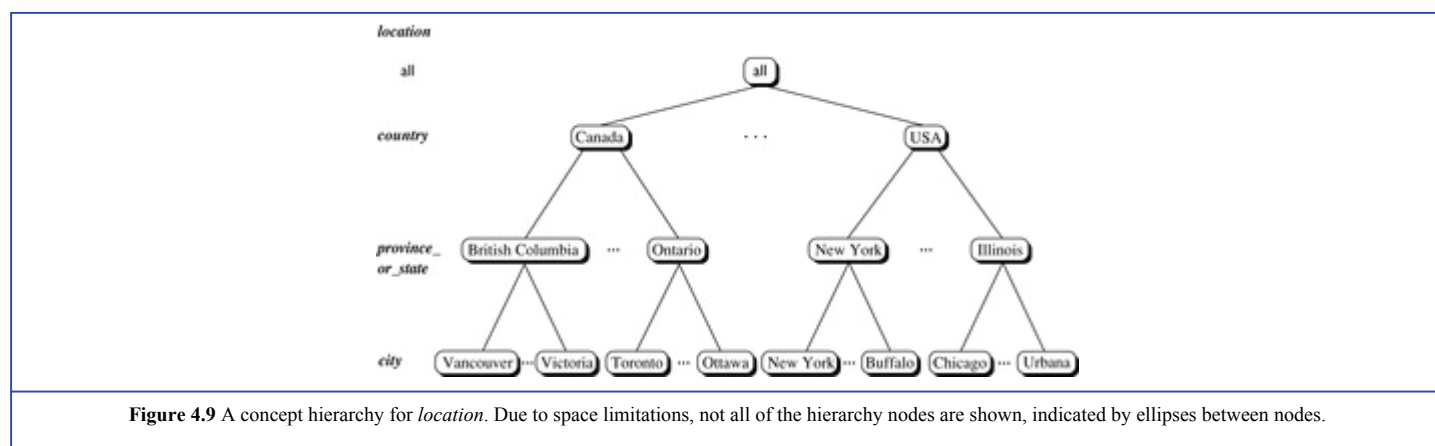 location
all all
country Canada . . . USA
province_ British Columbia ... Ontario New York ... Illinois
or_state
city Vancouver ... Victoria Toronto ... Ottawa New York ... Buffalo Chicago ... Urbana
Figure 4.9 A concept hierarchy for location. Due to space limitations, not all of the hierarchy nodes are shown, indicated by ellipses between nodes.